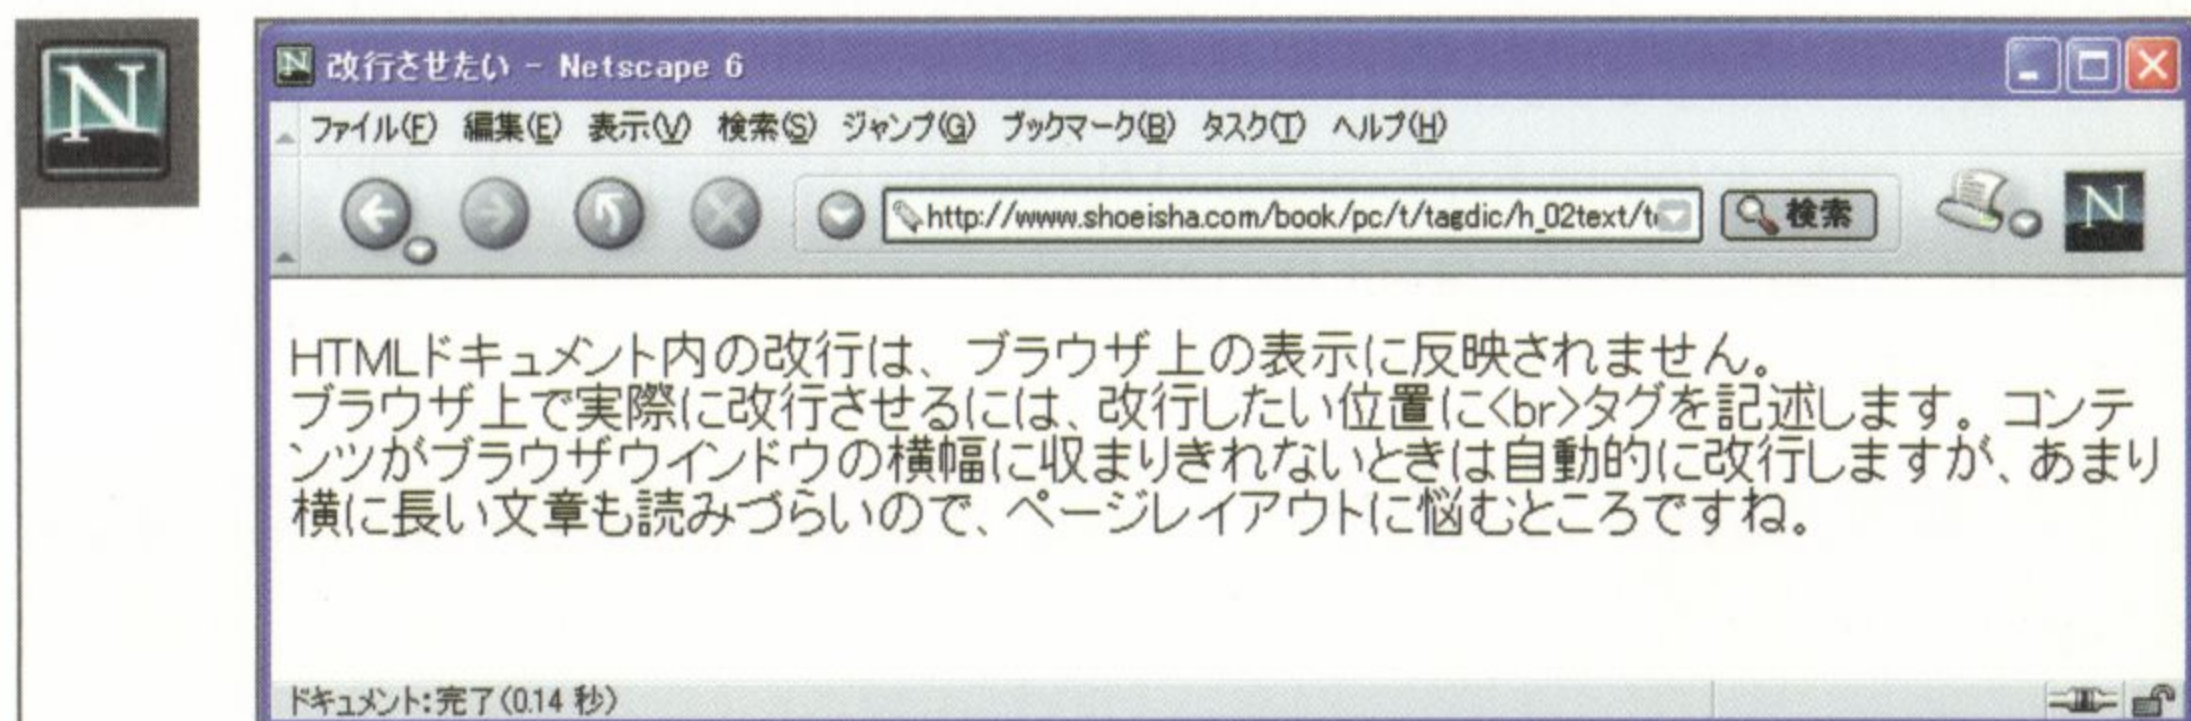 N
N 改行させたい - Netscape 6
ファイル(F) 編集(E) 表示(V) 検索(S) ジャンプ(G) ブックマーク(B) タスク(T) ヘルプ(H)
http://www.shoeisha.com/book/pc/t/tagdic/h_02text/t 検索 N
HTMLドキュメント内の改行は、ブラウザ上の表示に反映されません。
ブラウザ上で実際に改行させるには、改行したい位置に<br>タグを記述します。コンテ
ンツがブラウザウインドウの横幅に収まりきれないときは自動的に改行しますが、あまり
横に長い文章も読みづらいので、ページレイアウトに悩むところですね。
ドキュメント:完了(0.14 秒)